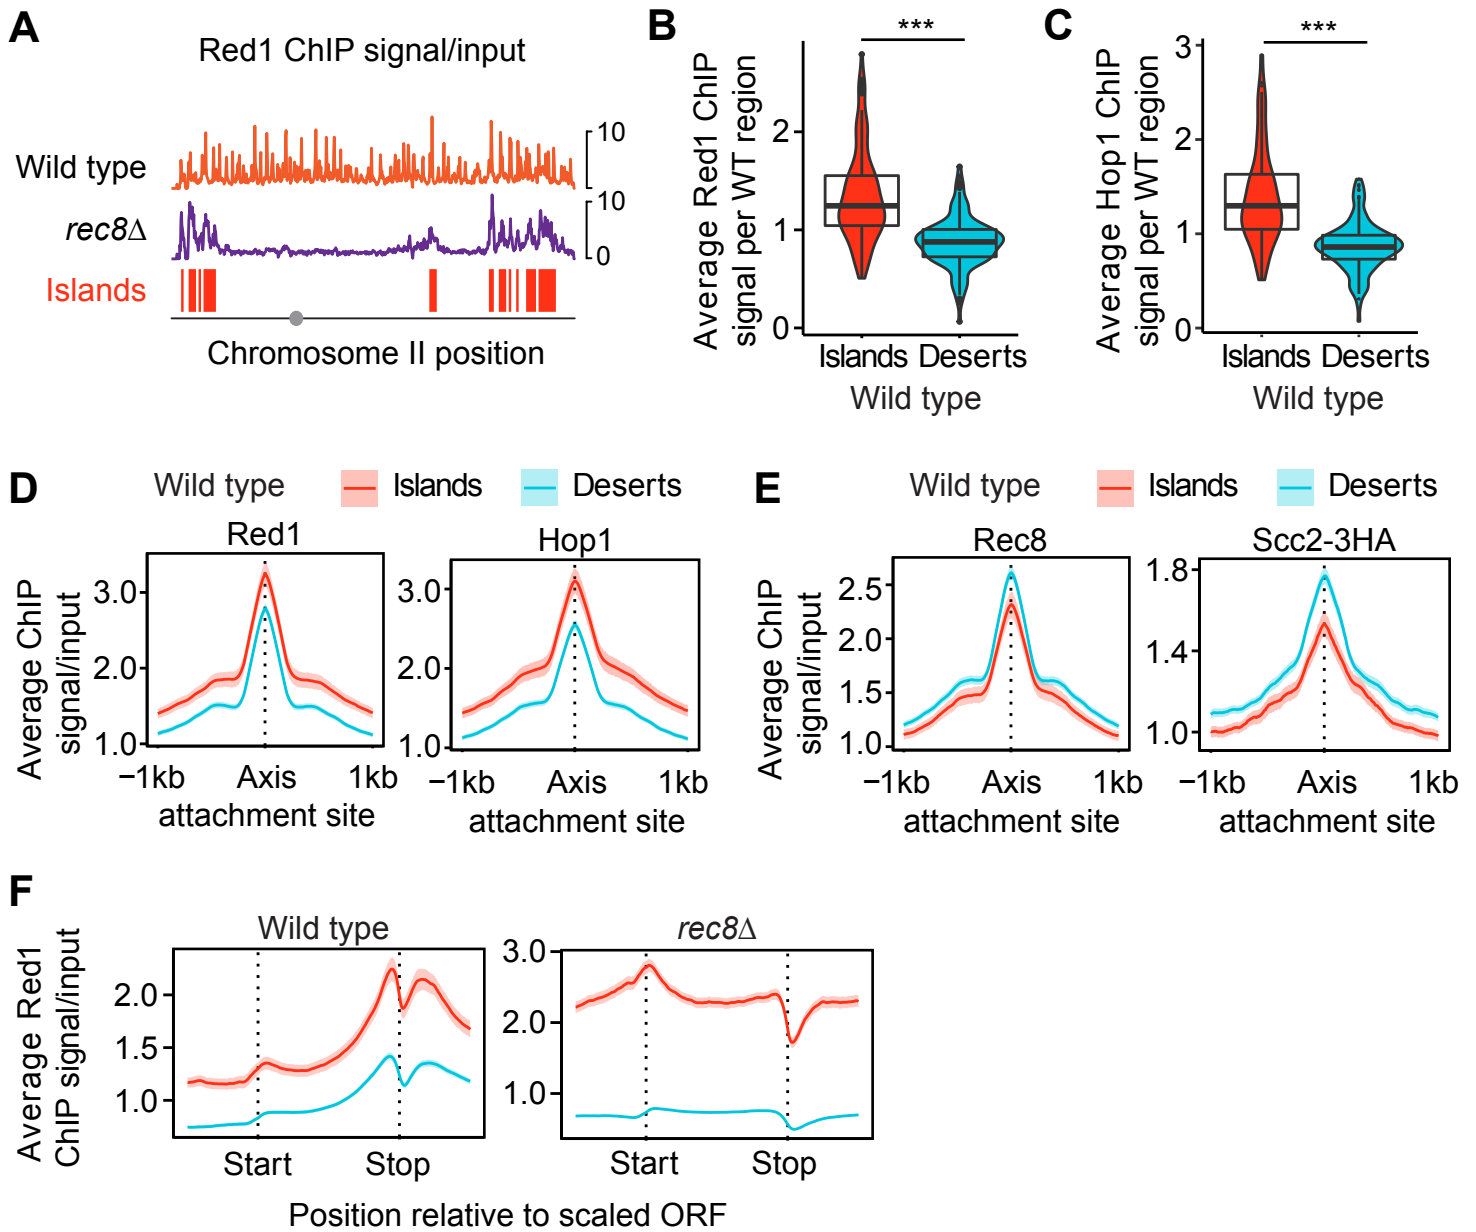 A
Red1 ChIP signal/input
Wild type
10
rec8Δ
10
0
Islands
Chromosome II position
B
***
Average Red1 ChIP
signal per WT region
2
1
0
Islands Deserts
Wild type
C
***
Average Hop1 ChIP
signal per WT region
3
2
1
0
Islands Deserts
Wild type
D
Wild type Islands Deserts
Red1
Hop1
Average ChIP
signal/input
3.0
2.0
1.0
−1kb Axis 1kb
attachment site
3.0
2.0
1.0
−1kb Axis 1kb
attachment site
E
Wild type Islands Deserts
Rec8
Scc2-3HA
Average ChIP
signal/input
2.5
2.0
1.5
1.0
−1kb Axis 1kb
attachment site
1.8
1.4
1.0
−1kb Axis 1kb
attachment site
F
Wild type
rec8Δ
Average Red1
ChIP signal/input
2.0
1.5
1.0
Start Stop
3.0
2.0
1.0
Start Stop
Position relative to scaled ORF